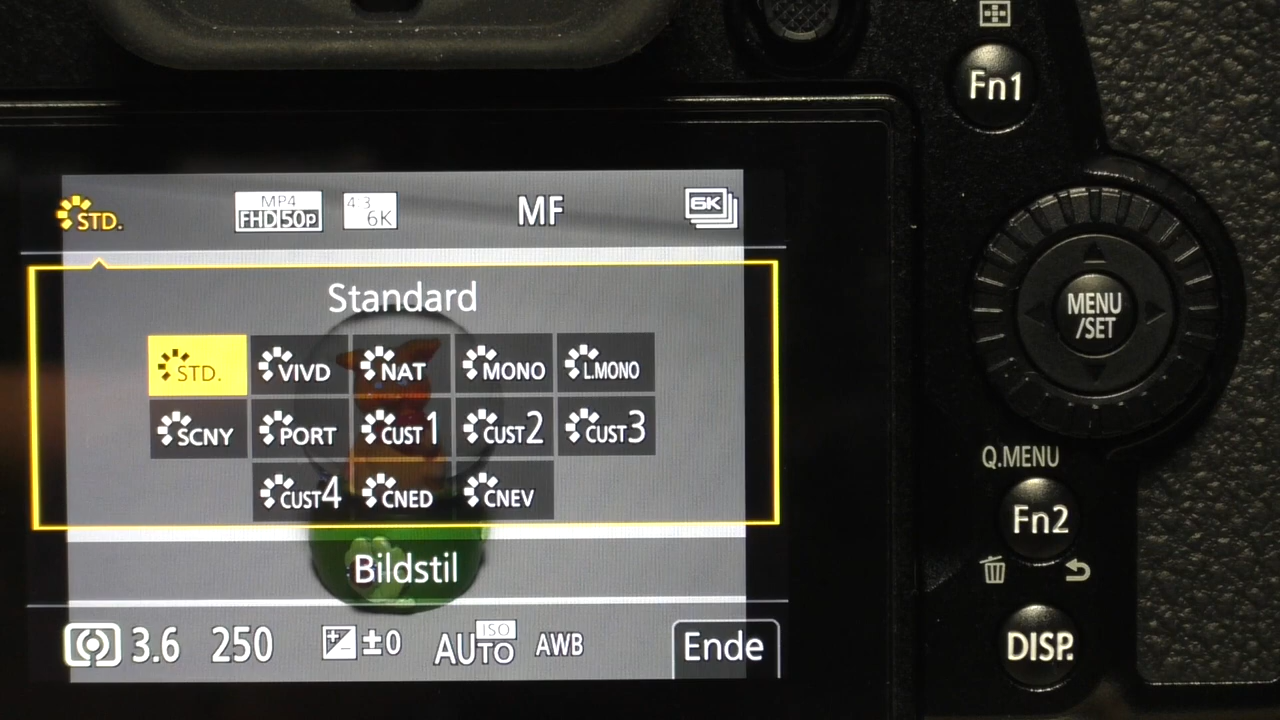 Fn1
STD. MP4 FHD 50p 4:3 6K MF 6K
Standard
STD. VIVD NAT MONO L.MONO
SCNY PORT CUST1 CUST2 CUST3
CUST4 CNED CNEV
Bildstil
3.6 250 ±0 AUTO ISO AWB Ende
MENU
/SET
Q.MENU
Fn2
DISP.